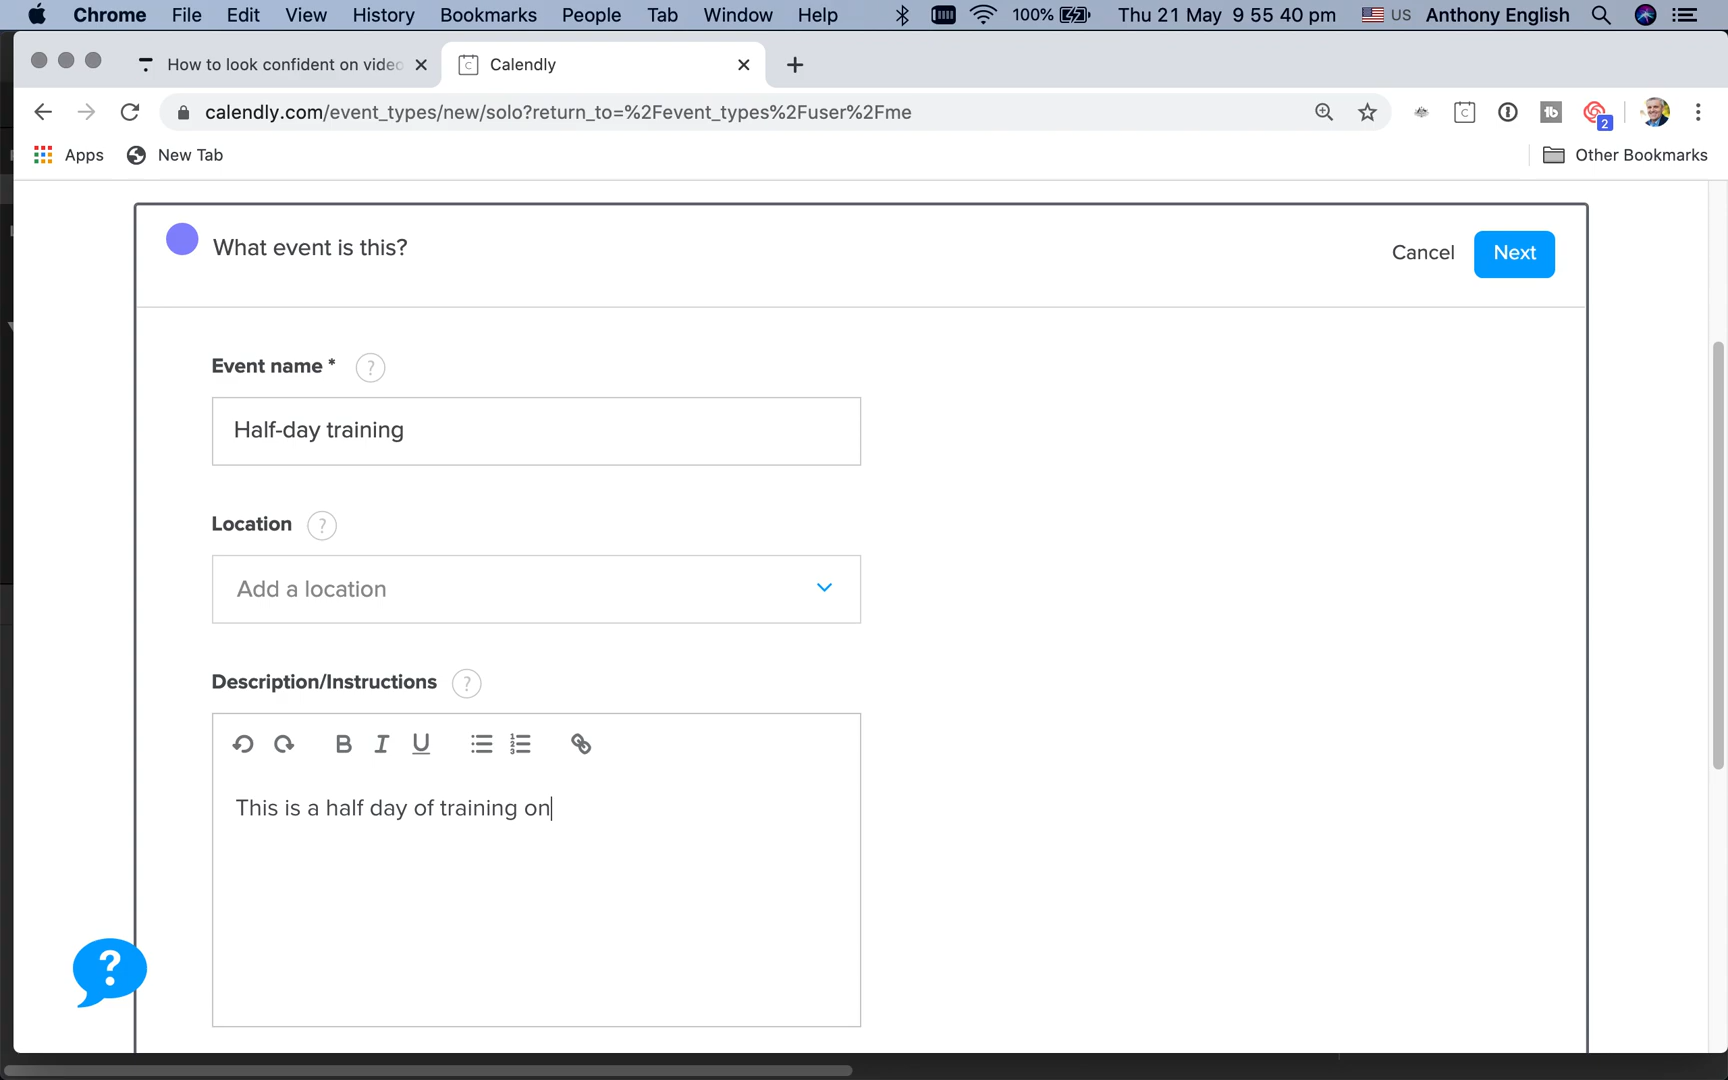 Chrome File Edit View History Bookmarks People Tab Window Help 100% Thu 21 May 9 55 40 pm US Anthony English
How to look confident on video Calendly
calendly.com/event_types/new/solo?return_to=%2Fevent_types%2Fuser%2Fme
2
Apps New Tab Other Bookmarks
What event is this?
Cancel Next
Event name * ?
Half-day training
Location ?
Add a location
Description/Instructions ?
B I U
This is a half day of training on
?